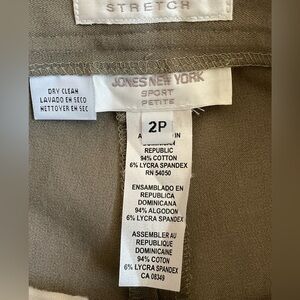 STRETCH
DRY CLEAN
LAVADO EN SECO
NETTOYER EN SEC
JONES NEW YORK
SPORT
PETITE
2P
IN
REPUBLIC
94% COTTON
6% LYCRA SPANDEX
RN 54050
ENSAMBLADO EN
REPUBLICA
DOMINICANA
94% ALGODON
6% LYCRA SPANDEX
ASSEMBLER AU
REPUBLIQUE
DOMINICAINE
94% COTON
6% LYCRA SPANDEX
CA 08349